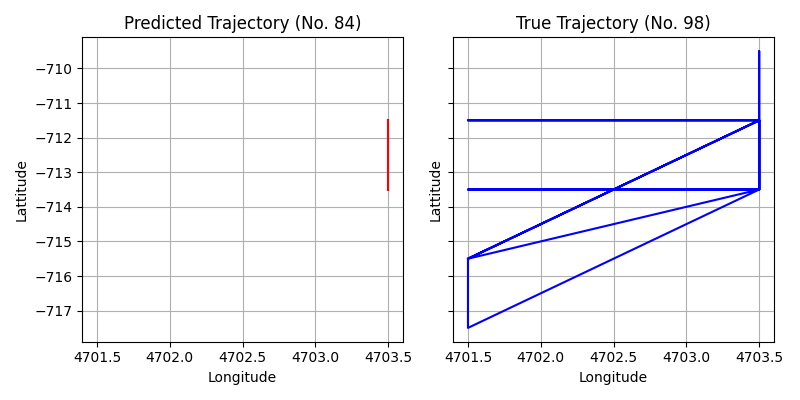 Predicted Trajectory (No. 84)
−710
−711
−712
−713
−714
−715
−716
−717
Lattitude
4701.5 4702.0 4702.5 4703.0 4703.5
Longitude
True Trajectory (No. 98)
Lattitude
4701.5 4702.0 4702.5 4703.0 4703.5
Longitude